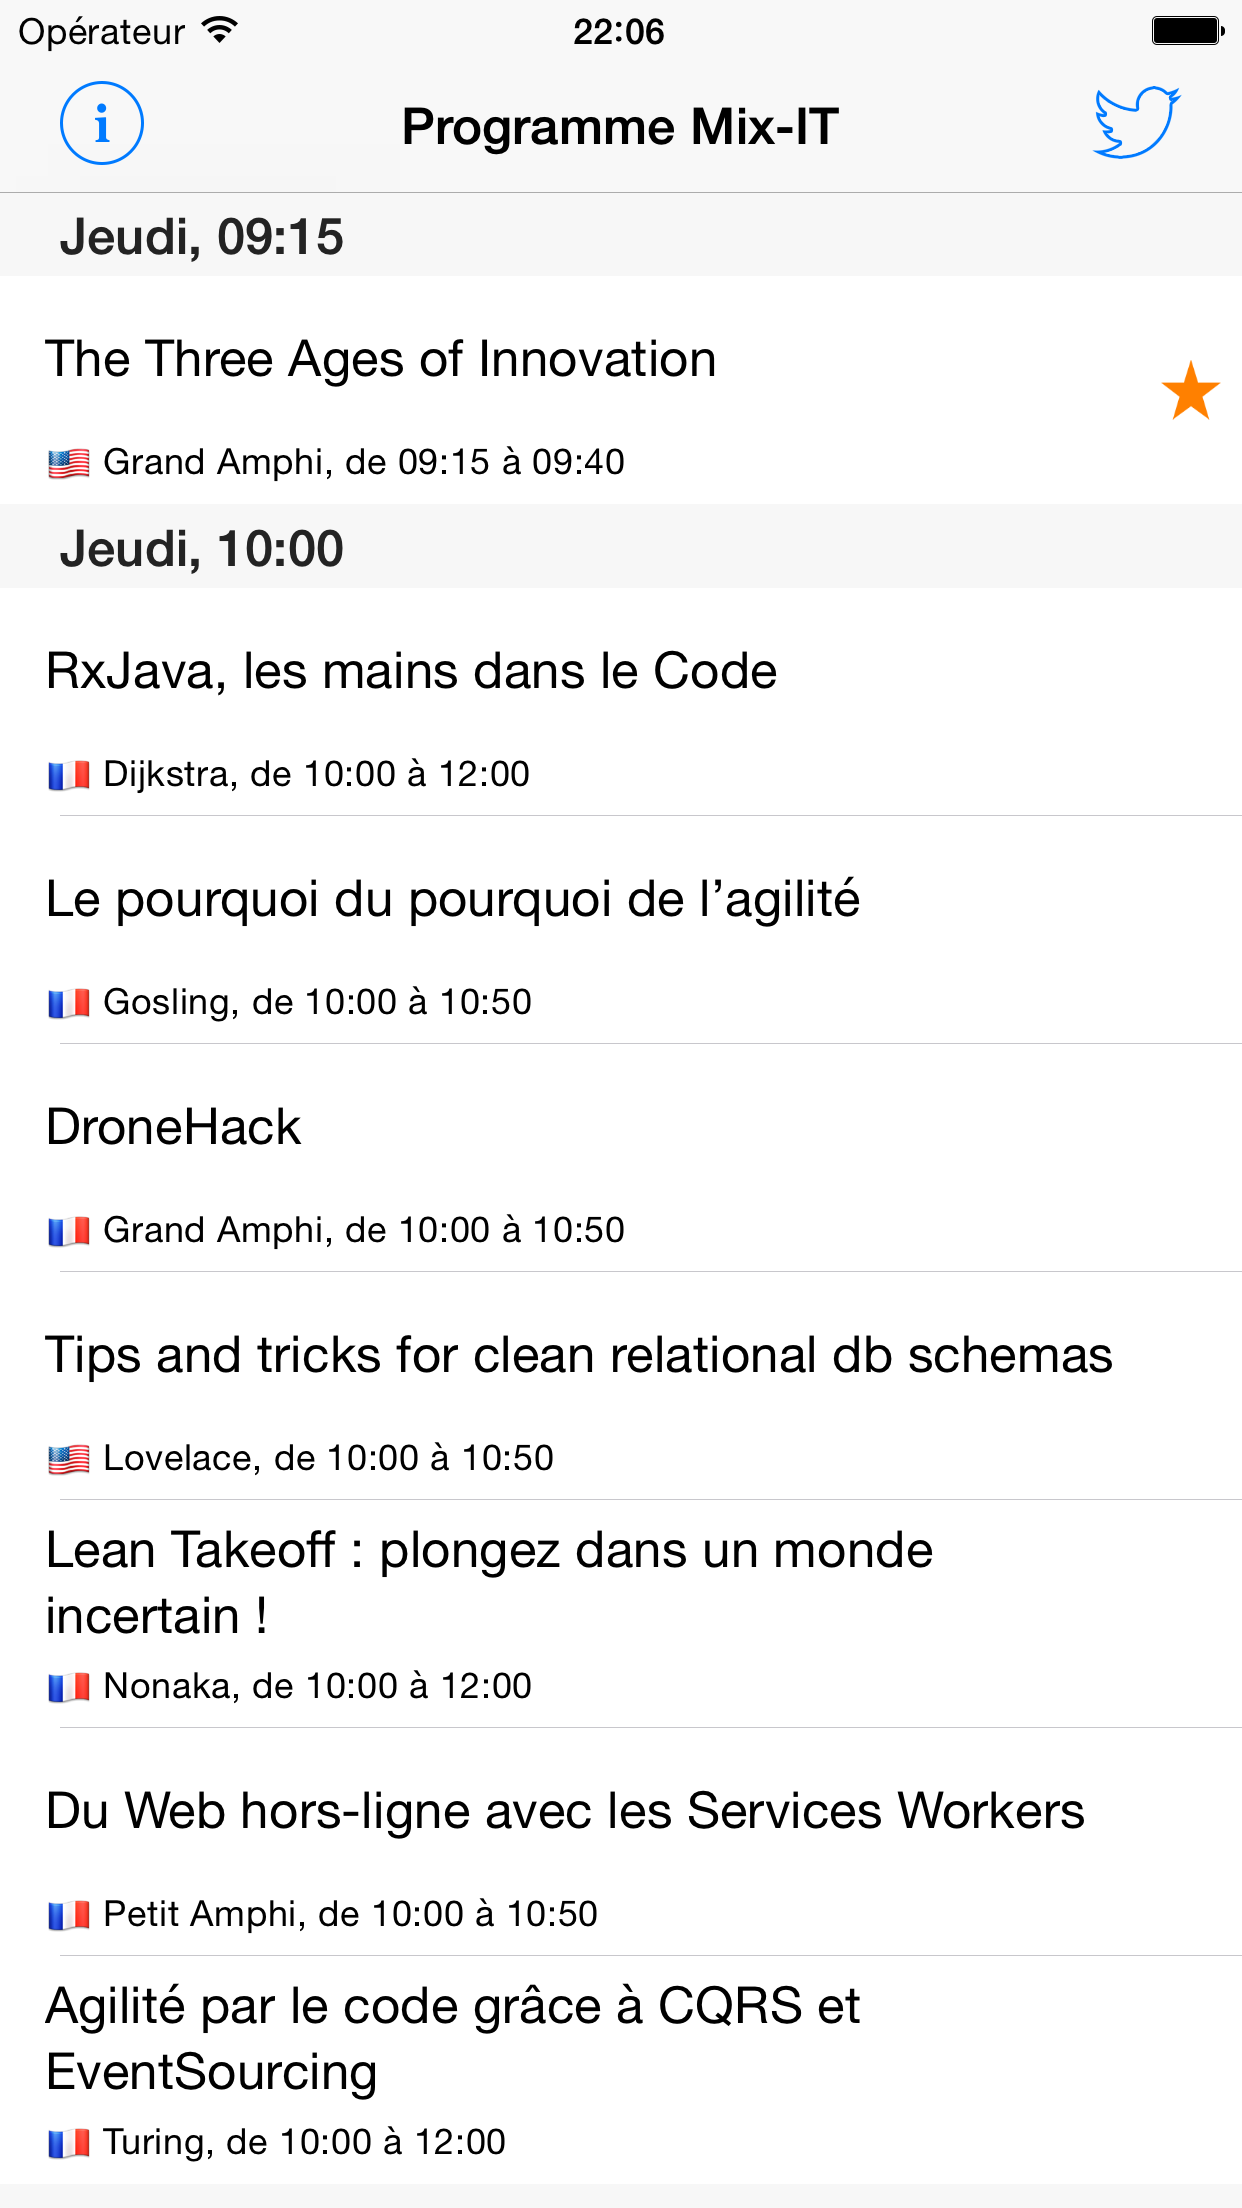 Opérateur 22:06
i Programme Mix-IT
Jeudi, 09:15
The Three Ages of Innovation
🇺🇸 Grand Amphi, de 09:15 à 09:40
Jeudi, 10:00
RxJava, les mains dans le Code
🇫🇷 Dijkstra, de 10:00 à 12:00
Le pourquoi du pourquoi de l’agilité
🇫🇷 Gosling, de 10:00 à 10:50
DroneHack
🇫🇷 Grand Amphi, de 10:00 à 10:50
Tips and tricks for clean relational db schemas
🇺🇸 Lovelace, de 10:00 à 10:50
Lean Takeoff : plongez dans un monde
incertain !
🇫🇷 Nonaka, de 10:00 à 12:00
Du Web hors-ligne avec les Services Workers
🇫🇷 Petit Amphi, de 10:00 à 10:50
Agilité par le code grâce à CQRS et
EventSourcing
🇫🇷 Turing, de 10:00 à 12:00